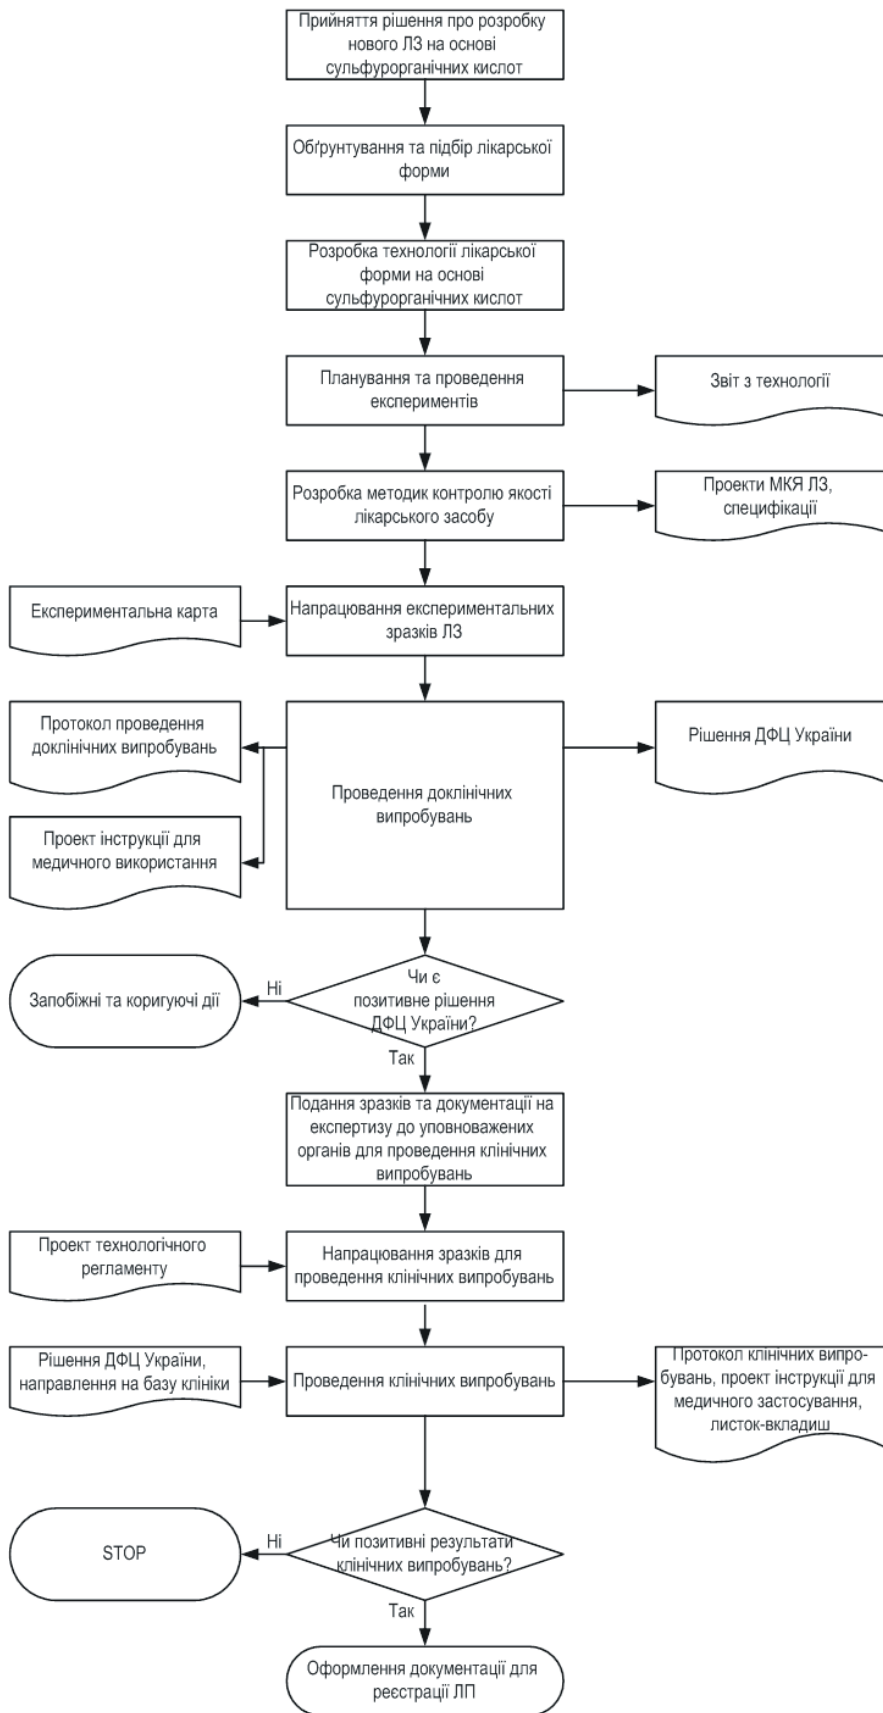 Прийняття рішення про розробку
нового ЛЗ на основі
сульфурорганічних кислот
Обґрунтування та підбір лікарської
форми
Розробка технології лікарської
форми на основі
сульфурорганічних кислот
Планування та проведення
експериментів
Звіт з технології
Розробка методик контролю якості
лікарського засобу
Проекти МКЯ ЛЗ,
специфікації
Експериментальна карта
Напрацювання експериментальних
зразків ЛЗ
Протокол проведення
доклінічних випробувань
Проект інструкції для
медичного використання
Проведення доклінічних
випробувань
Рішення ДФЦ України
Запобіжні та коригуючі дії
Ні
Чи є
позитивне рішення
ДФЦ України?
Так
Подання зразків та документації на
експертизу до уповноважених
органів для проведення клінічних
випробувань
Проект технологічного
регламенту
Напрацювання зразків для
проведення клінічних випробувань
Рішення ДФЦ України,
направлення на базу клініки
Проведення клінічних випробувань
Протокол клінічних випро-
бувань, проект інструкції для
медичного застосування,
листок-вкладиш
STOP
Ні
Чи позитивні результати
клінічних випробувань?
Так
Оформлення документації для
реєстрації ЛП